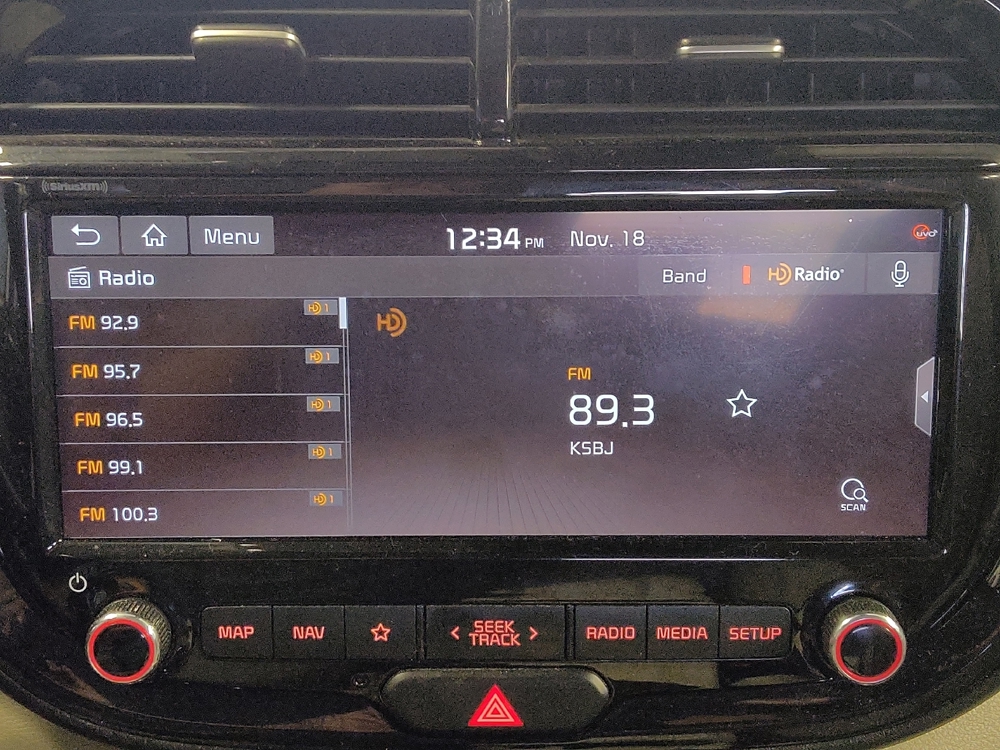 SiriusXM
Menu 12:34 PM Nov. 18 UVO
Radio Band HD Radio
FM 92.9 HD 1
FM 95.7 HD 1
FM 96.5 HD 1
FM 99.1 HD 1
FM 100.3 HD 1
HD
FM
89.3
KSBJ
SCAN
MAP NAV < SEEK TRACK > RADIO MEDIA SETUP